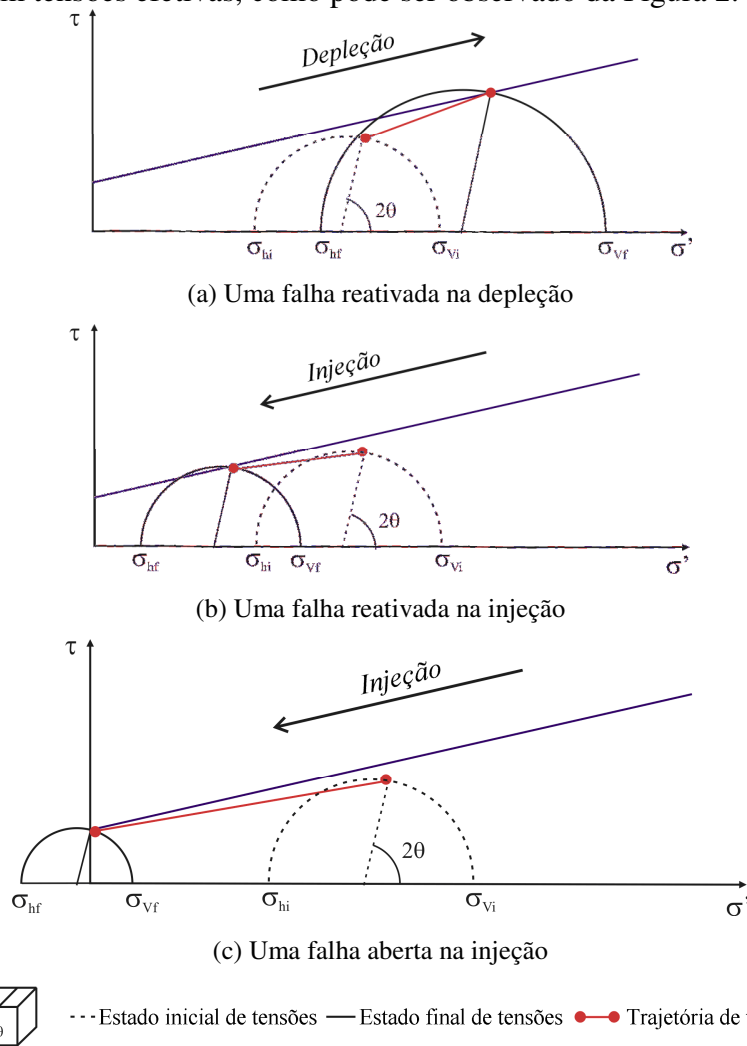 tensões efetivas, como pode ser observado da Figura 2.
τ
Depleção
2θ
σhi σhf σVi σVf σ’
(a) Uma falha reativada na depleção
τ
Injeção
2θ
σhf σhi σVf σVi σ’
(b) Uma falha reativada na injeção
τ
Injeção
2θ
σhf σVf σhi σVi σ’
(c) Uma falha aberta na injeção
Estado inicial de tensões Estado final de tensões Trajetória de